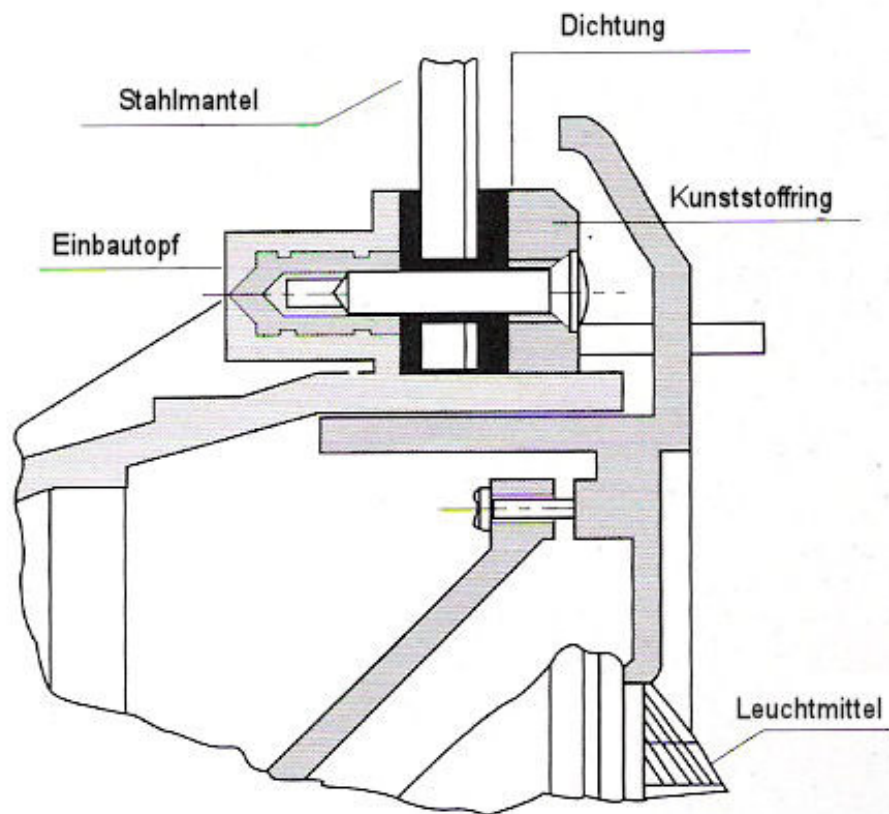 Dichtung
Stahlmantel
Kunststoffring
Einbautopf
Leuchtmittel